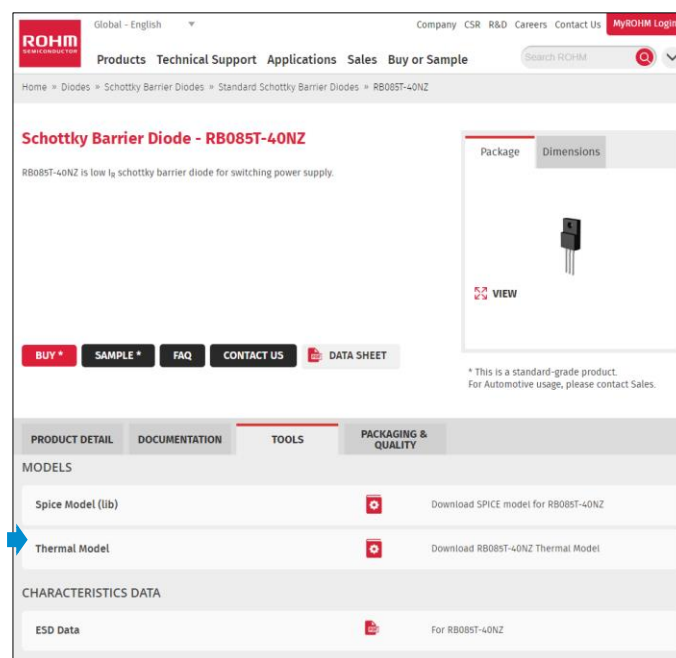 Global - English
Company CSR R&D Careers Contact Us MyROHM Login
ROHM
SEMICONDUCTOR
Products Technical Support Applications Sales Buy or Sample
Search ROHM
Home » Diodes » Schottky Barrier Diodes » Standard Schottky Barrier Diodes » RB085T-40NZ
Schottky Barrier Diode - RB085T-40NZ
RB085T-40NZ is low IR schottky barrier diode for switching power supply.
Package Dimensions
VIEW
BUY * SAMPLE * FAQ CONTACT US DATA SHEET
* This is a standard-grade product.
For Automotive usage, please contact Sales.
PRODUCT DETAIL DOCUMENTATION TOOLS PACKAGING &
QUALITY
MODELS
Spice Model (lib) Download SPICE model for RB085T-40NZ
Thermal Model Download RB085T-40NZ Thermal Model
CHARACTERISTICS DATA
ESD Data For RB085T-40NZ